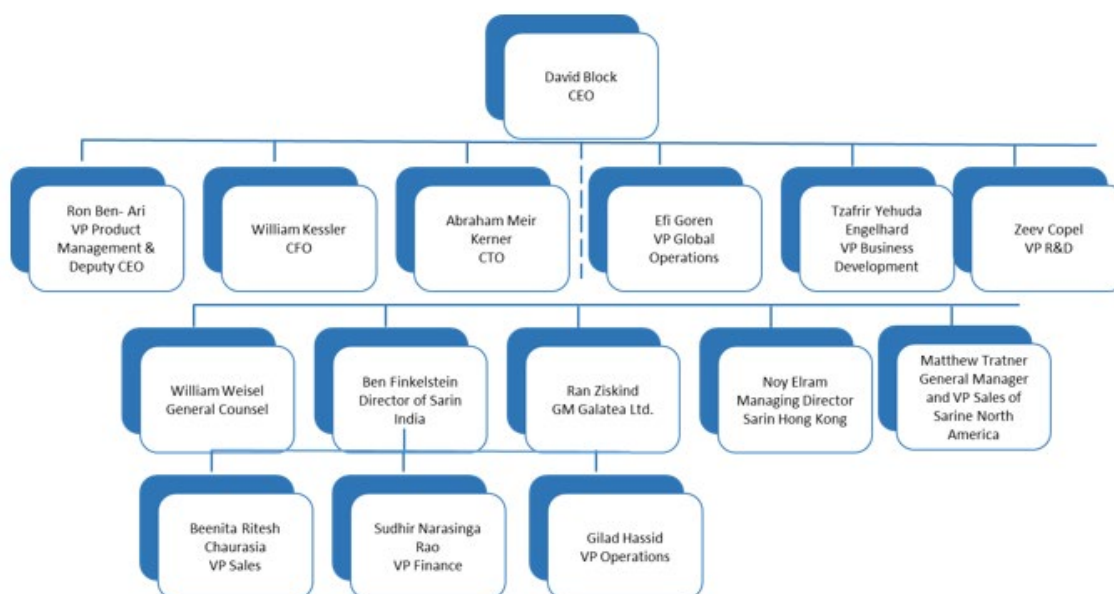 David Block
CEO
Ron Ben- Ari
VP Product
Management &
Deputy CEO
William Kessler
CFO
Abraham Meir
Kerner
CTO
Efi Goren
VP Global
Operations
Tzafrir Yehuda
Engelhard
VP Business
Development
Zeev Copel
VP R&D
William Weisel
General Counsel
Ben Finkelstein
Director of Sarin
India
Ran Ziskind
GM Galatea Ltd.
Noy Elram
Managing Director
Sarin Hong Kong
Matthew Tratner
General Manager
and VP Sales of
Sarine North
America
Beenita Ritesh
Chaurasia
VP Sales
Sudhir Narasinga
Rao
VP Finance
Gilad Hassid
VP Operations